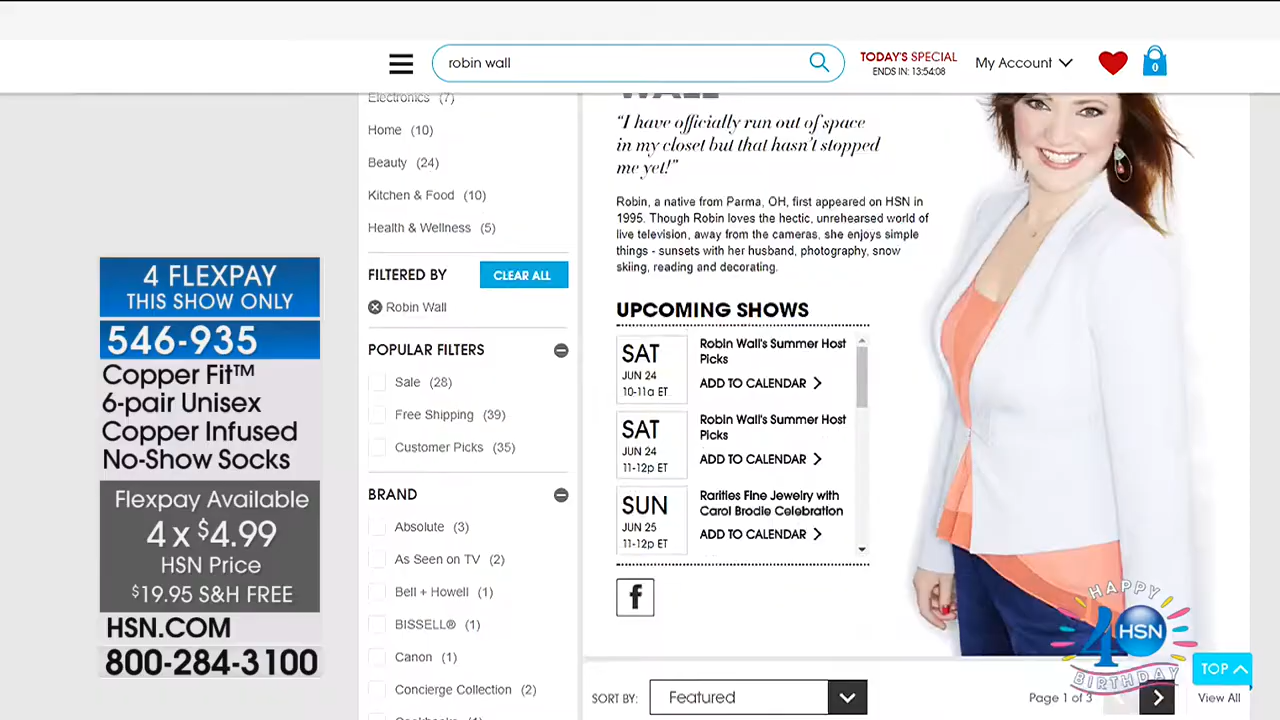 robin wall
TODAY'S SPECIAL
ENDS IN: 13:54:08
My Account
0
Electronics (7)
Home (10)
Beauty (24)
Kitchen & Food (10)
Health & Wellness (5)
FILTERED BY
CLEAR ALL
Robin Wall
POPULAR FILTERS
Sale (28)
Free Shipping (39)
Customer Picks (35)
BRAND
Absolute (3)
As Seen on TV (2)
Bell + Howell (1)
BISSELL® (1)
Canon (1)
Concierge Collection (2)
Cookbooks (1)
WALL
“I have officially run out of space
in my closet but that hasn't stopped
me yet!”
Robin, a native from Parma, OH, first appeared on HSN in
1995. Though Robin loves the hectic, unrehearsed world of
live television, away from the cameras, she enjoys simple
things - sunsets with her husband, photography, snow
skiing, reading and decorating.
UPCOMING SHOWS
SAT
JUN 24
10-11a ET
Robin Wall's Summer Host
Picks
ADD TO CALENDAR
SAT
JUN 24
11-12p ET
Robin Wall's Summer Host
Picks
ADD TO CALENDAR
SUN
JUN 25
11-12p ET
Rarities Fine Jewelry with
Carol Brodie Celebration
ADD TO CALENDAR
f
SORT BY: Featured
Page 1 of 3
TOP
View All
HAPPY
40
HSN
BIRTHDAY
4 FLEXPAY
THIS SHOW ONLY
546-935
Copper Fit™
6-pair Unisex
Copper Infused
No-Show Socks
Flexpay Available
4 x $4.99
HSN Price
$19.95 S&H FREE
HSN.COM
800-284-3100